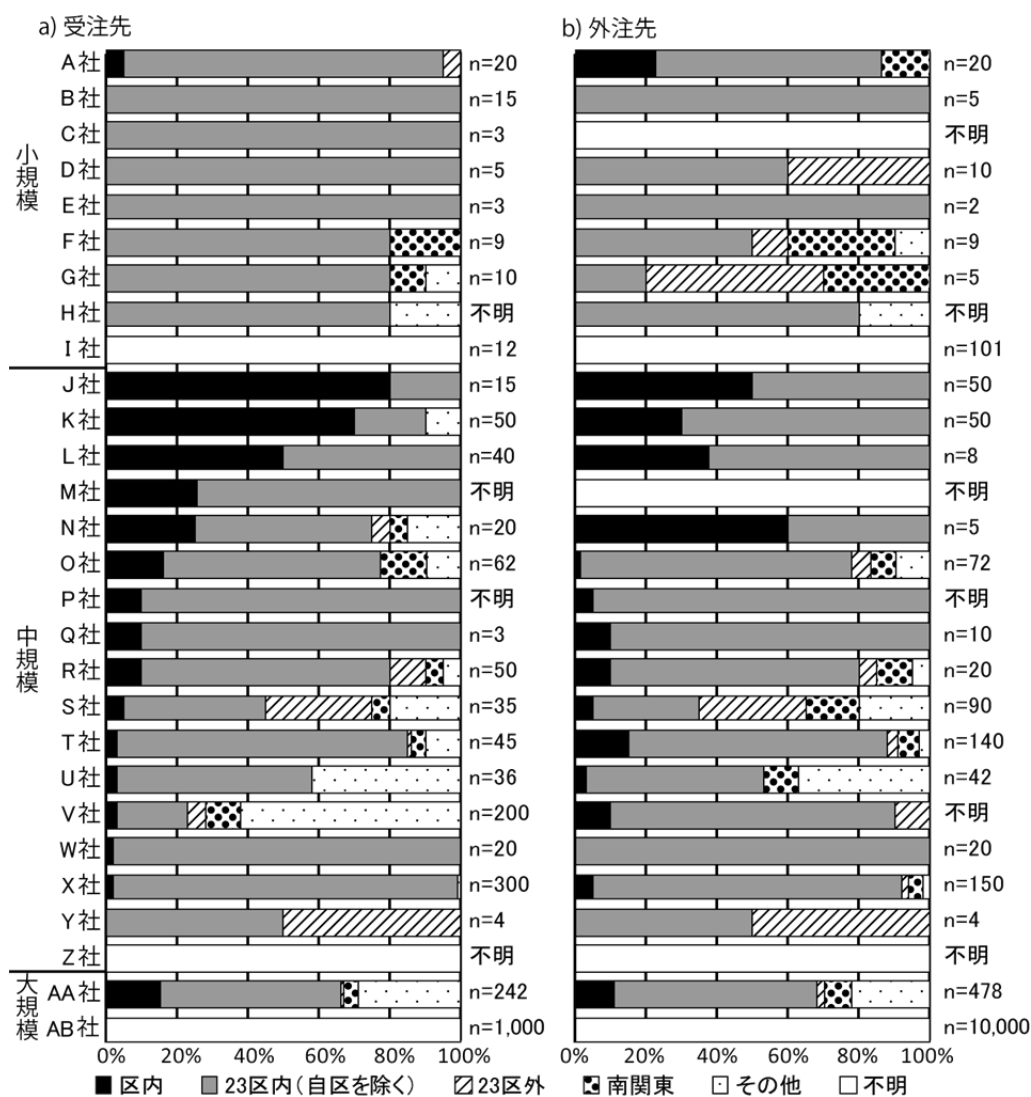 a) 受注先 b) 外注先
A社 n=20 n=20
B社 n=15 n=5
C社 n=3 不明
D社 n=5 n=10
E社 n=3 n=2
F社 n=9 n=9
G社 n=10 n=5
H社 不明 不明
I社 n=12 n=101
小規模
J社 n=15 n=50
K社 n=50 n=50
L社 n=40 n=8
M社 不明 不明
N社 n=20 n=5
O社 n=62 n=72
P社 不明 不明
Q社 n=3 n=10
R社 n=50 n=20
S社 n=35 n=90
T社 n=45 n=140
U社 n=36 n=42
V社 n=200 不明
W社 n=20 n=20
X社 n=300 n=150
Y社 n=4 n=4
Z社 不明 不明
中規模
AA社 n=242 n=478
AB社 n=1,000 n=10,000
大規模
0% 20% 40% 60% 80% 100% 0% 20% 40% 60% 80% 100%
区内 23区内(自区を除く) 23区外 南関東 その他 不明